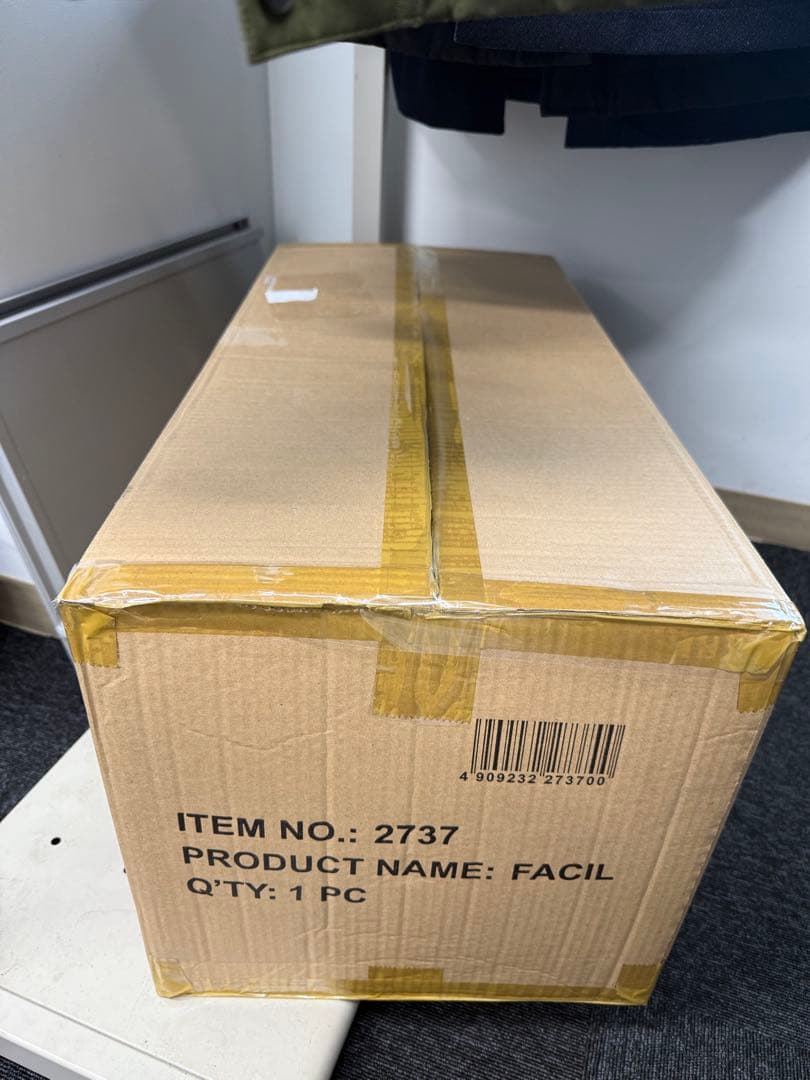 4 909232 273700
ITEM NO.: 2737
PRODUCT NAME: FACIL
Q'TY: 1 PC